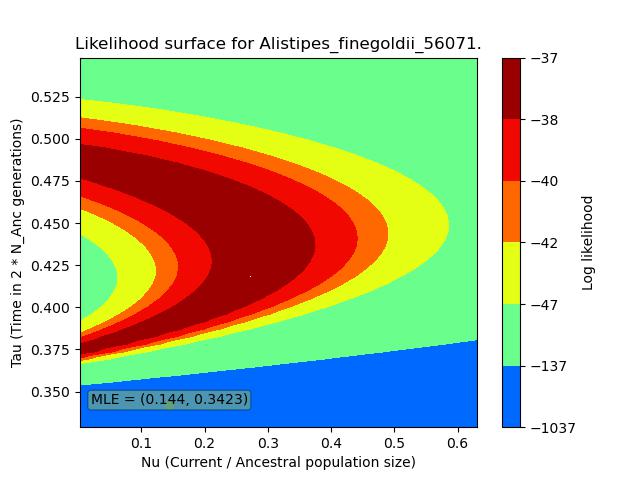 Likelihood surface for Alistipes_finegoldii_56071.
Tau (Time in 2 * N_Anc generations)
0.525
0.500
0.475
0.450
0.425
0.400
0.375
0.350
MLE = (0.144, 0.3423)
0.1 0.2 0.3 0.4 0.5 0.6
Nu (Current / Ancestral population size)
−37
−38
−40
−42
−47
−137
−1037
Log likelihood